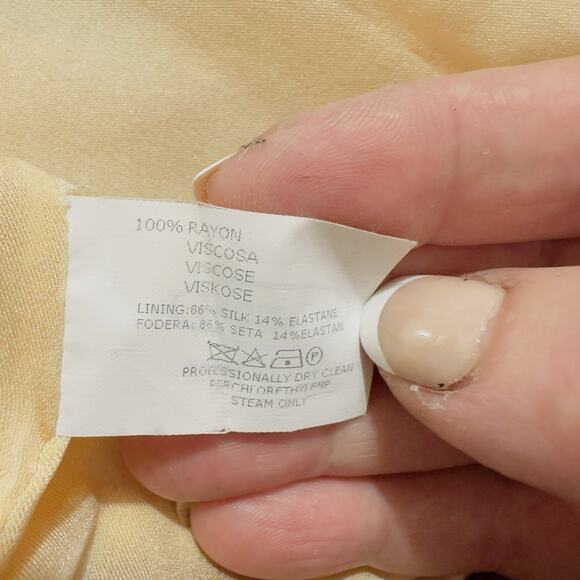 100% RAYON
VISCOSA
VISCOSE
VISKOSE
LINING:86% SILK 14% ELASTANE
FODERA: 86% SETA 14%ELASTAN
P
PROFESSIONALLY DRY CLEAN
PERCHLORETHYLENE
STEAM ONLY